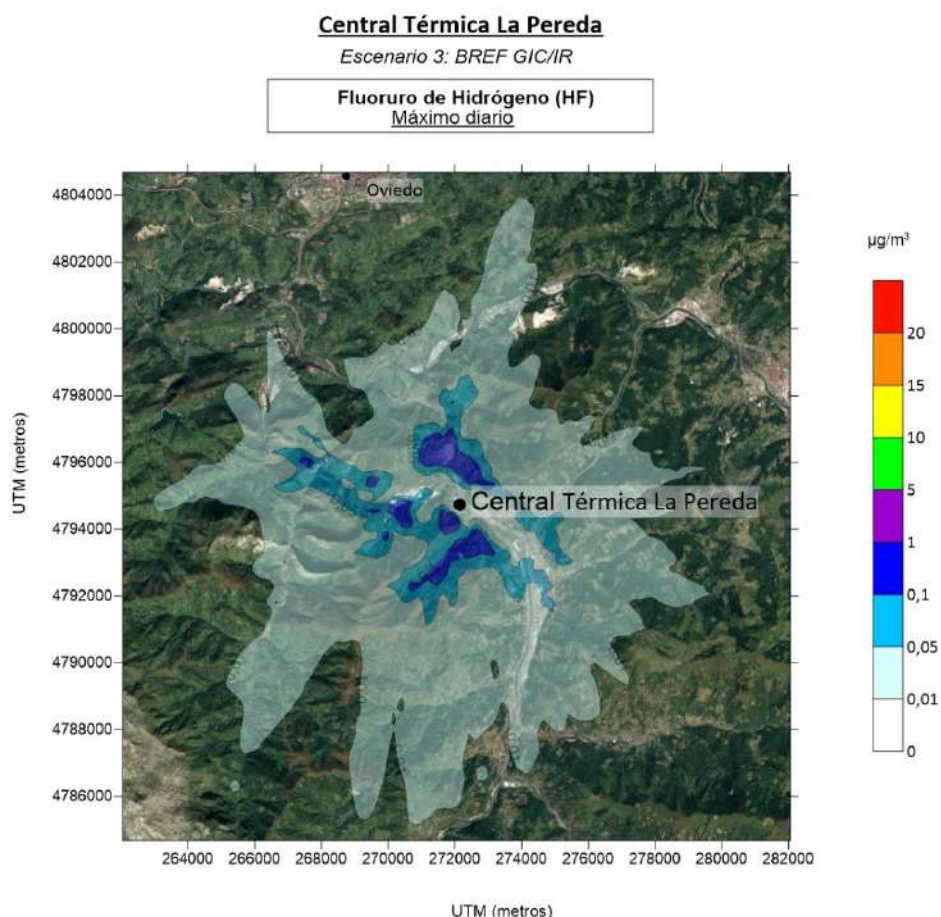 Central Térmica La Pereda
Escenario 3: BREF GIC/IR
Fluoruro de Hidrógeno (HF)
Máximo diario
4804000
4802000
4800000
4798000
4796000
4794000
4792000
4790000
4788000
4786000
UTM (metros)
Oviedo
Central Térmica La Pereda
264000 266000 268000 270000 272000 274000 276000 278000 280000 282000
UTM (metros)
µg/m³
20
15
10
5
1
0,1
0,05
0,01
0